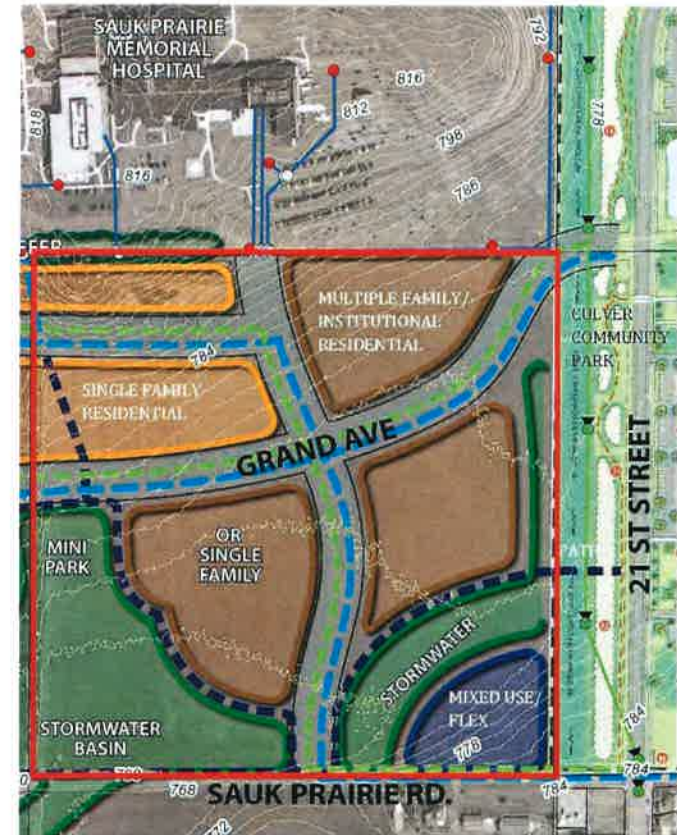 SAUK PRAIRIE
MEMORIAL
HOSPITAL
792
816
812
818
798
816
786
778
MULTIPLE FAMILY/
INSTITUTIONAL
RESIDENTIAL
CULVER
COMMUNITY
PARK
784
SINGLE FAMILY
RESIDENTIAL
GRAND AVE
21 ST STREET
OR
SINGLE
FAMILY
MINI
PARK
PATH
STORMWATER
MIXED USE/
FLEX
STORMWATER
BASIN
778
784
768
784
784
SAUK PRAIRIE RD.